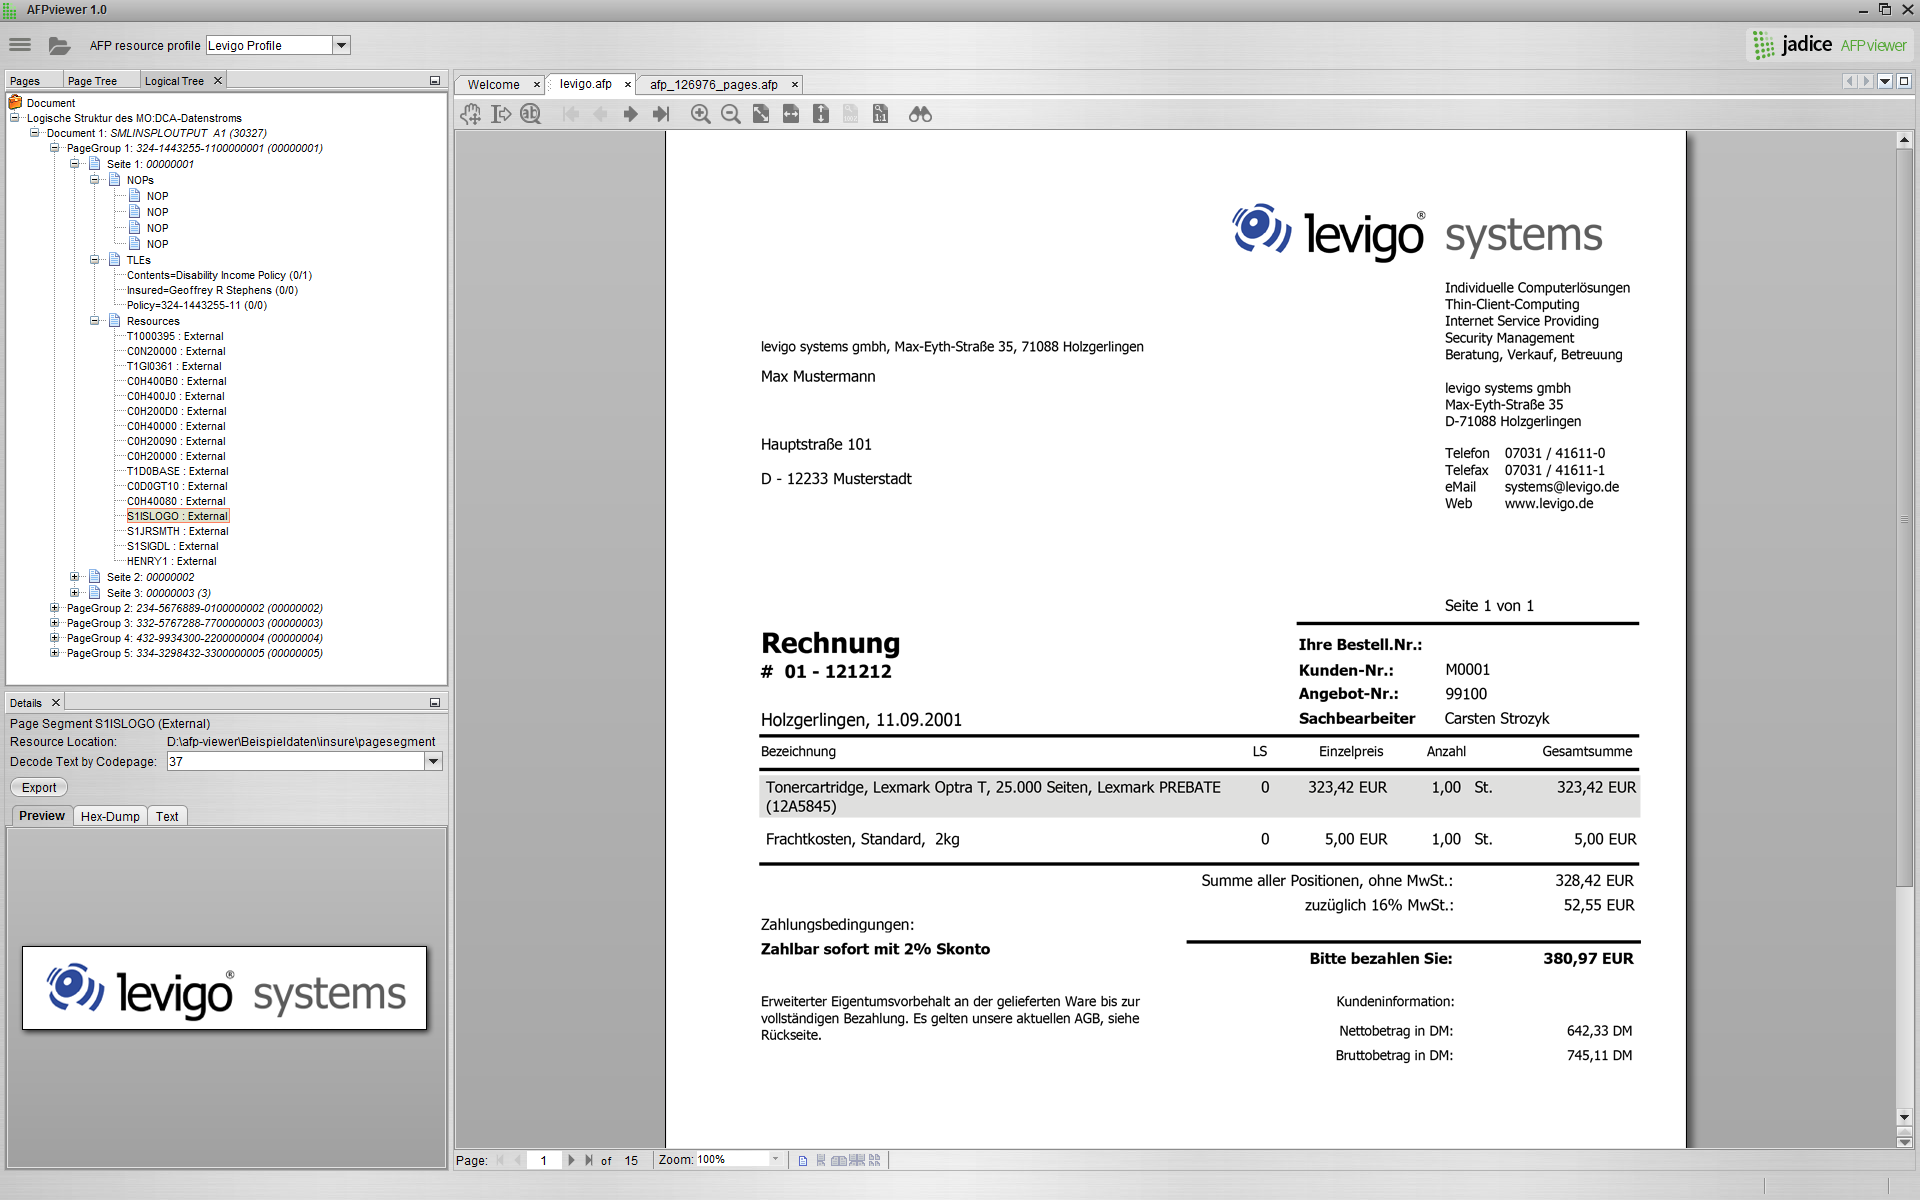 AFPviewer 1.0
AFP resource profile Levigo Profile
jadice AFPviewer
Pages Page Tree Logical Tree
Document
Logische Struktur des MO:DCA-Datenstroms
Document 1: SMLINSPLOUTPUT A1 (30327)
PageGroup 1: 324-1443255-1100000001 (00000001)
Seite 1: 00000001
NOPs
NOP
NOP
NOP
NOP
TLEs
Contents=Disability Income Policy (0/1)
Insured=Geoffrey R Stephens (0/0)
Policy=324-1443255-11 (0/0)
Resources
T1000395 : External
C0N20000 : External
T1GI0361 : External
C0H400B0 : External
C0H400J0 : External
C0H200D0 : External
C0H40000 : External
C0H20090 : External
C0H20000 : External
T1D0BASE : External
C0D0GT10 : External
C0H40080 : External
S1ISLOGO : External
S1JRSMTH : External
S1SIGDL : External
HENRY1 : External
Seite 2: 00000002
Seite 3: 00000003 (3)
PageGroup 2: 234-5676889-0100000002 (00000002)
PageGroup 3: 332-5767288-7700000003 (00000003)
PageGroup 4: 432-9934300-2200000004 (00000004)
PageGroup 5: 334-3298432-3300000005 (00000005)
Details
Page Segment S1ISLOGO (External)
Resource Location: D:\afp-viewer\Beispieldaten\insure\pagesegment
Decode Text by Codepage: 37
Export
Preview Hex-Dump Text
levigo® systems
Welcome levigo.afp afp_126976_pages.afp
ab
1:1
levigo® systems
Individuelle Computerlösungen
Thin-Client-Computing
Internet Service Providing
Security Management
Beratung, Verkauf, Betreuung
levigo systems gmbh, Max-Eyth-Straße 35, 71088 Holzgerlingen
Max Mustermann
Hauptstraße 101
D - 12233 Musterstadt
levigo systems gmbh
Max-Eyth-Straße 35
D-71088 Holzgerlingen
Telefon 07031 / 41611-0
Telefax 07031 / 41611-1
eMail systems@levigo.de
Web www.levigo.de
Seite 1 von 1
Rechnung
# 01 - 121212
Holzgerlingen, 11.09.2001
Ihre Bestell.Nr.:
Kunden-Nr.: M0001
Angebot-Nr.: 99100
Sachbearbeiter Carsten Strozyk
Bezeichnung LS Einzelpreis Anzahl Gesamtsumme
Tonercartridge, Lexmark Optra T, 25.000 Seiten, Lexmark PREBATE 0 323,42 EUR 1,00 St. 323,42 EUR
(12A5845)
Frachtkosten, Standard, 2kg 0 5,00 EUR 1,00 St. 5,00 EUR
Summe aller Positionen, ohne MwSt.: 328,42 EUR
zuzüglich 16% MwSt.: 52,55 EUR
Zahlungsbedingungen:
Zahlbar sofort mit 2% Skonto
Bitte bezahlen Sie: 380,97 EUR
Erweiterter Eigentumsvorbehalt an der gelieferten Ware bis zur
vollständigen Bezahlung. Es gelten unsere aktuellen AGB, siehe
Rückseite.
Kundeninformation:
Nettobetrag in DM: 642,33 DM
Bruttobetrag in DM: 745,11 DM
Page: 1 of 15 Zoom: 100%